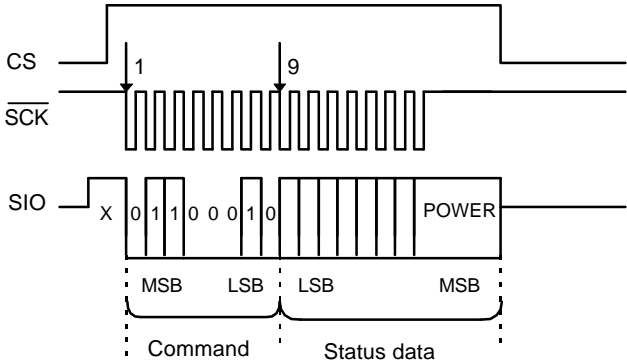 CS
1 9
SCK
SIO X 0 1 1 0 0 0 1 0 POWER
MSB LSB LSB MSB
Command Status data